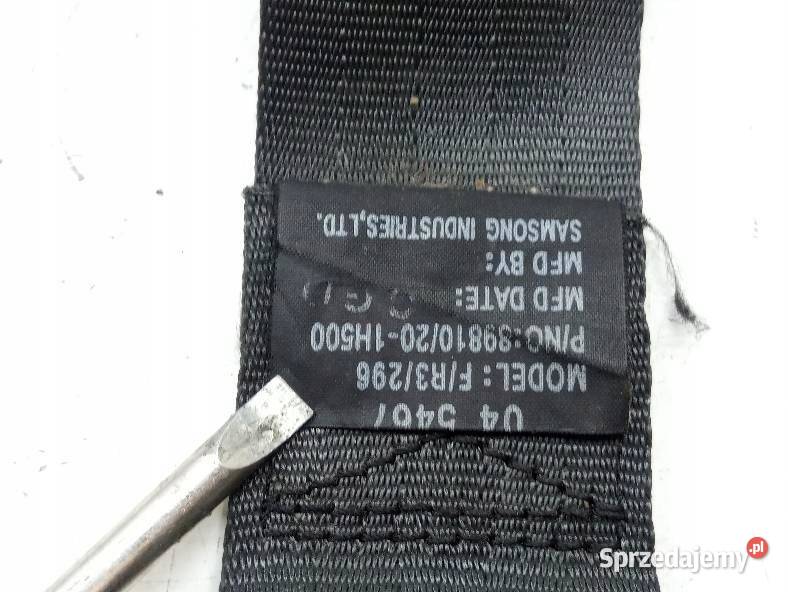 04 5467
MODEL: F/R3/296
P/NO:89810/20-1H500
MFD DATE:
MFD BY:
SAMSONG INDUSTRIES,LTD.
Sprzedajemy.pl